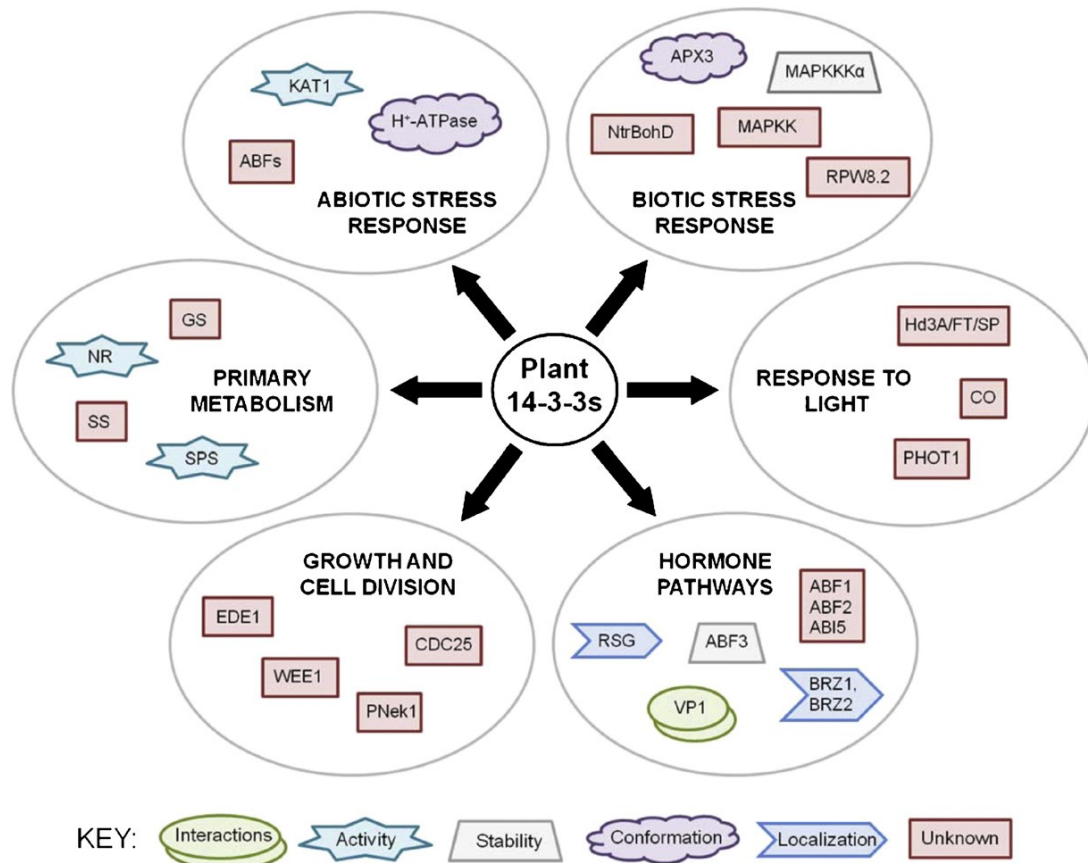 KAT1
H⁺-ATPase
ABFs
ABIOTIC STRESS
RESPONSE
APX3
MAPKKKα
NtrBohD
MAPKK
RPW8.2
BIOTIC STRESS
RESPONSE
GS
NR
PRIMARY
METABOLISM
SS
SPS
Plant
14-3-3s
Hd3A/FT/SP
RESPONSE TO
LIGHT
CO
PHOT1
GROWTH AND
CELL DIVISION
EDE1
CDC25
WEE1
PNek1
HORMONE
PATHWAYS
ABF1
ABF2
ABI5
RSG
ABF3
VP1
BRZ1,
BRZ2
KEY: Interactions Activity Stability Conformation Localization Unknown